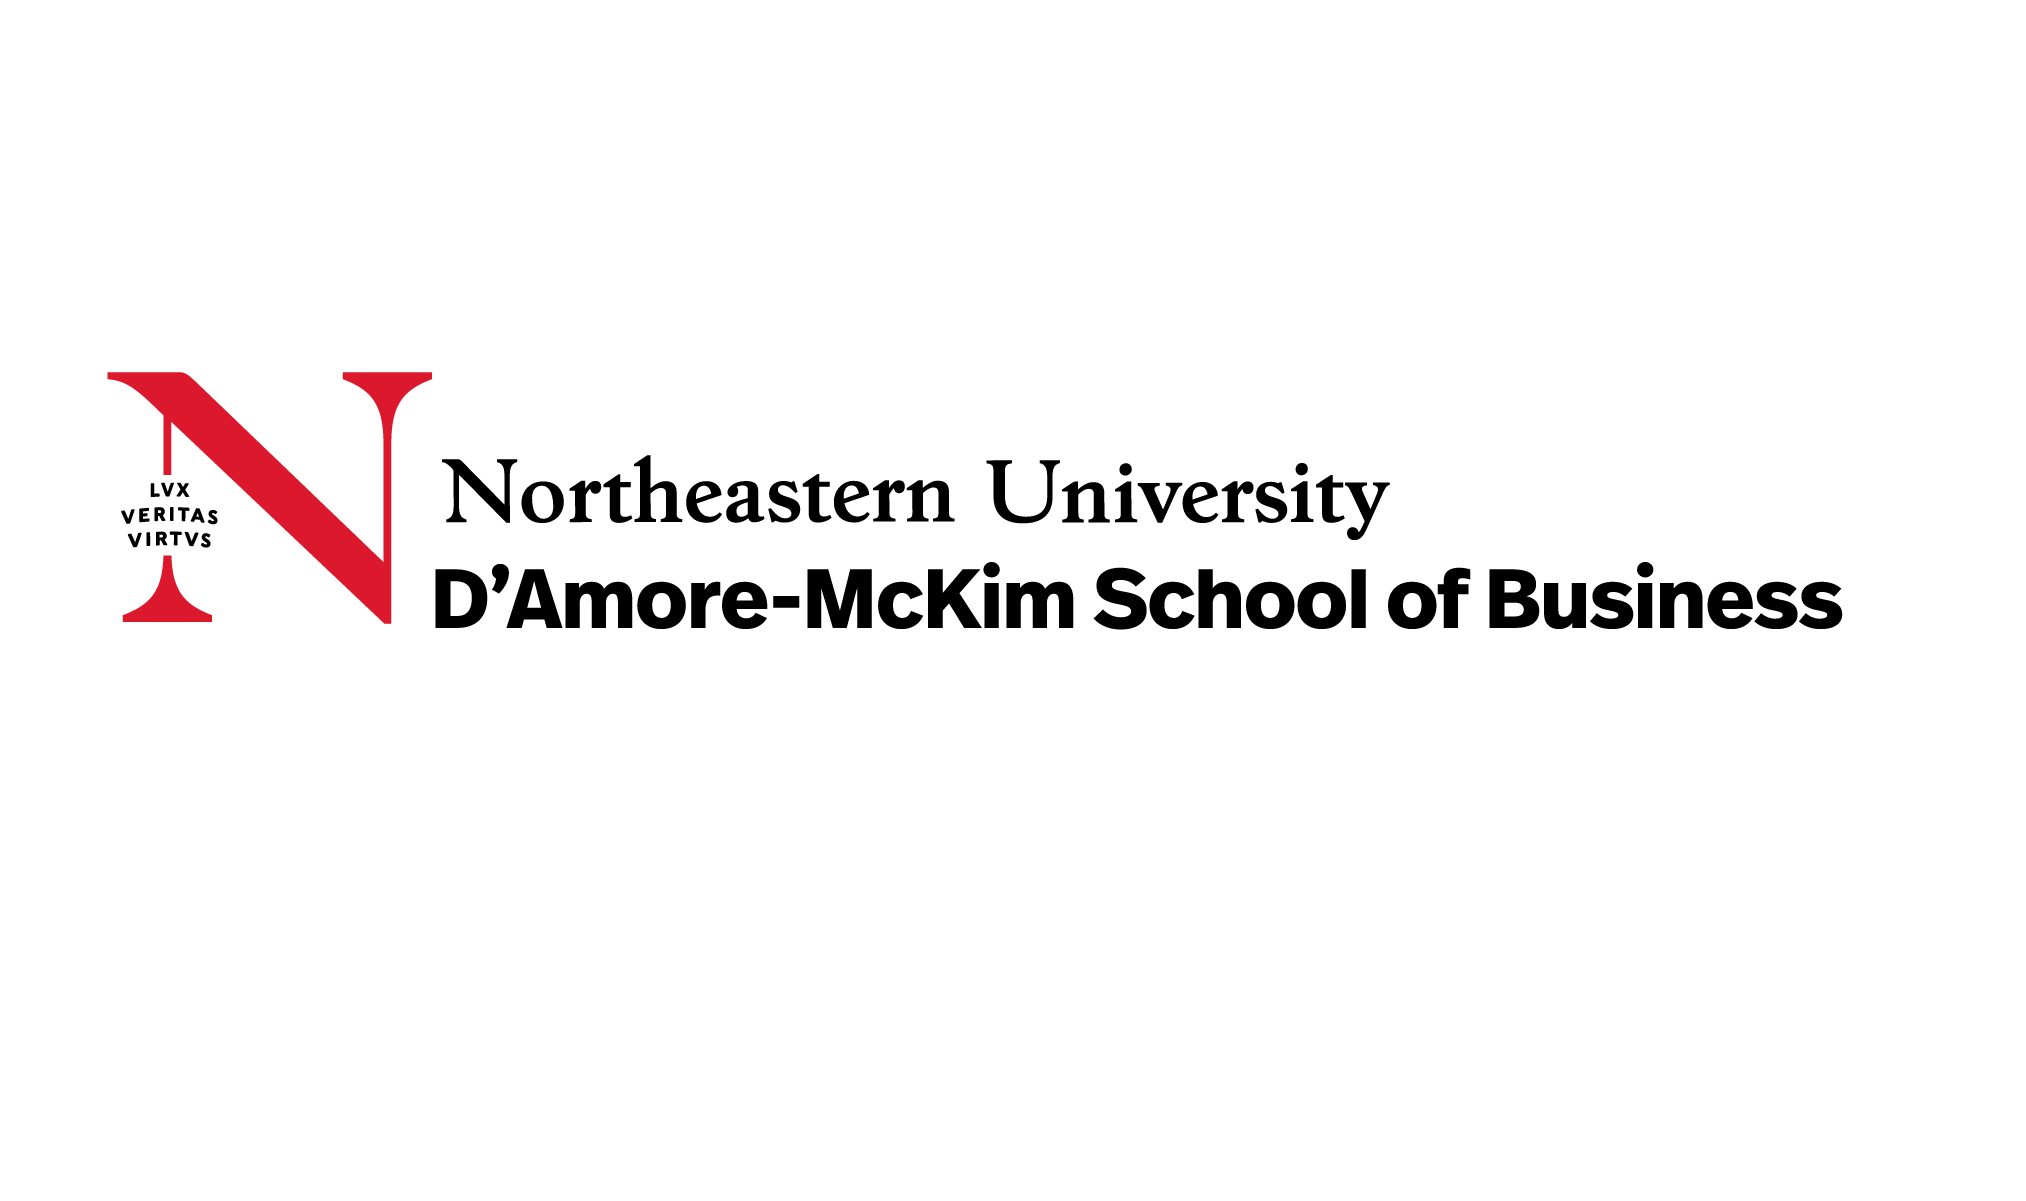 N
LVX
VERITAS
VIRTVS
Northeastern University
D’Amore-McKim School of Business